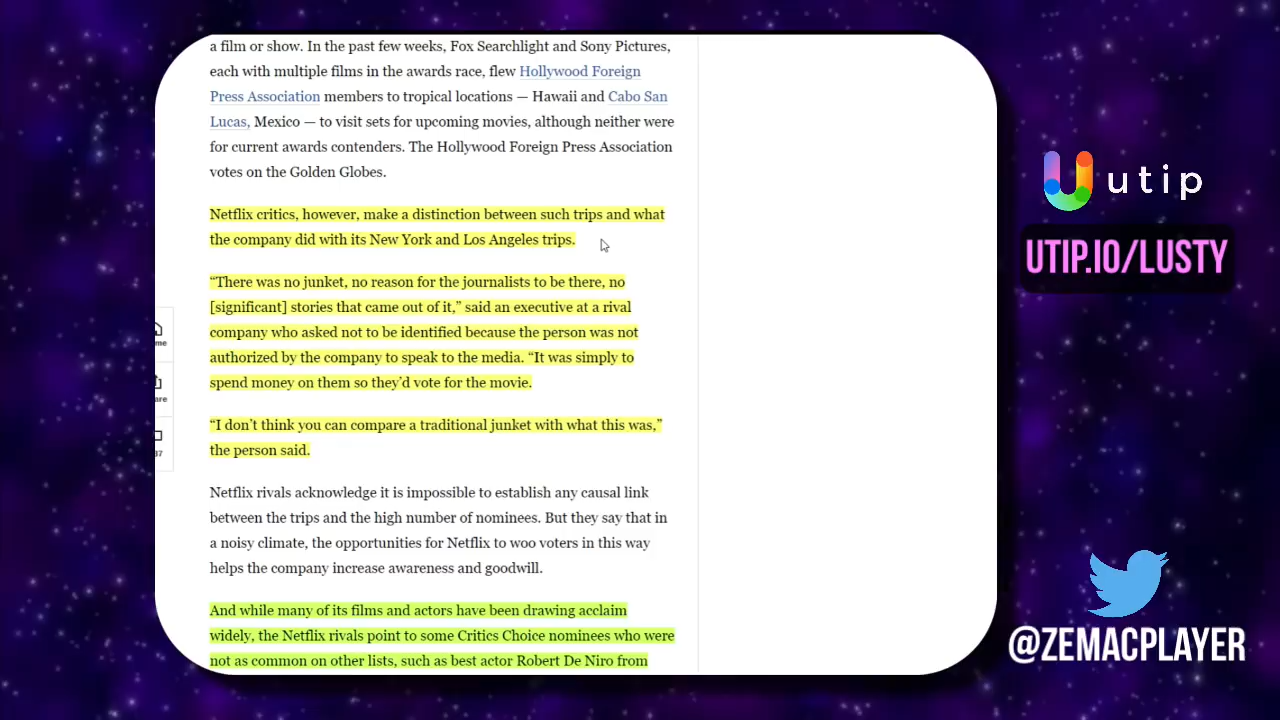 a film or show. In the past few weeks, Fox Searchlight and Sony Pictures,
each with multiple films in the awards race, flew Hollywood Foreign
Press Association members to tropical locations — Hawaii and Cabo San
Lucas, Mexico — to visit sets for upcoming movies, although neither were
for current awards contenders. The Hollywood Foreign Press Association
votes on the Golden Globes.
Netflix critics, however, make a distinction between such trips and what
the company did with its New York and Los Angeles trips.
“There was no junket, no reason for the journalists to be there, no
[significant] stories that came out of it,” said an executive at a rival
company who asked not to be identified because the person was not
authorized by the company to speak to the media. “It was simply to
spend money on them so they’d vote for the movie.
“I don’t think you can compare a traditional junket with what this was,”
the person said.
Netflix rivals acknowledge it is impossible to establish any causal link
between the trips and the high number of nominees. But they say that in
a noisy climate, the opportunities for Netflix to woo voters in this way
helps the company increase awareness and goodwill.
And while many of its films and actors have been drawing acclaim
widely, the Netflix rivals point to some Critics Choice nominees who were
not as common on other lists, such as best actor Robert De Niro from
me
are
37
utip
UTIP.IO/LUSTY
@ZEMACPLAYER